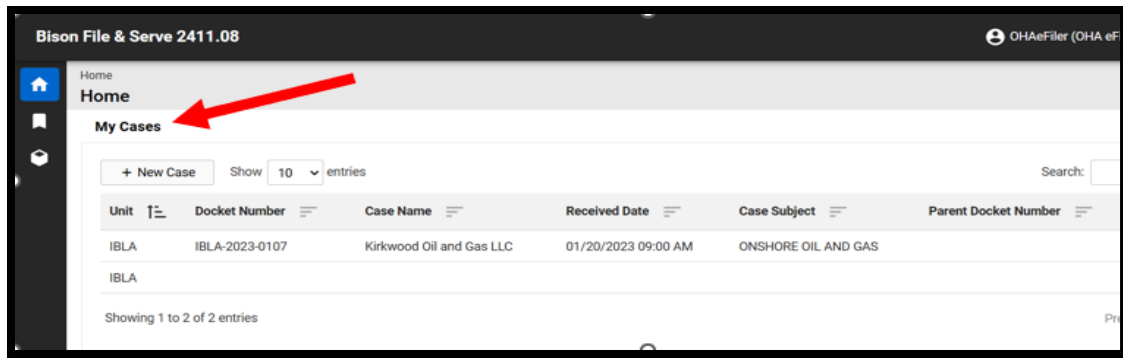 Bison File & Serve 2411.08 OHAeFiler (OHA eFi
Home
Home
My Cases
+ New Case Show 10 entries Search:
Unit Docket Number Case Name Received Date Case Subject Parent Docket Number
IBLA IBLA-2023-0107 Kirkwood Oil and Gas LLC 01/20/2023 09:00 AM ONSHORE OIL AND GAS
IBLA
Showing 1 to 2 of 2 entries